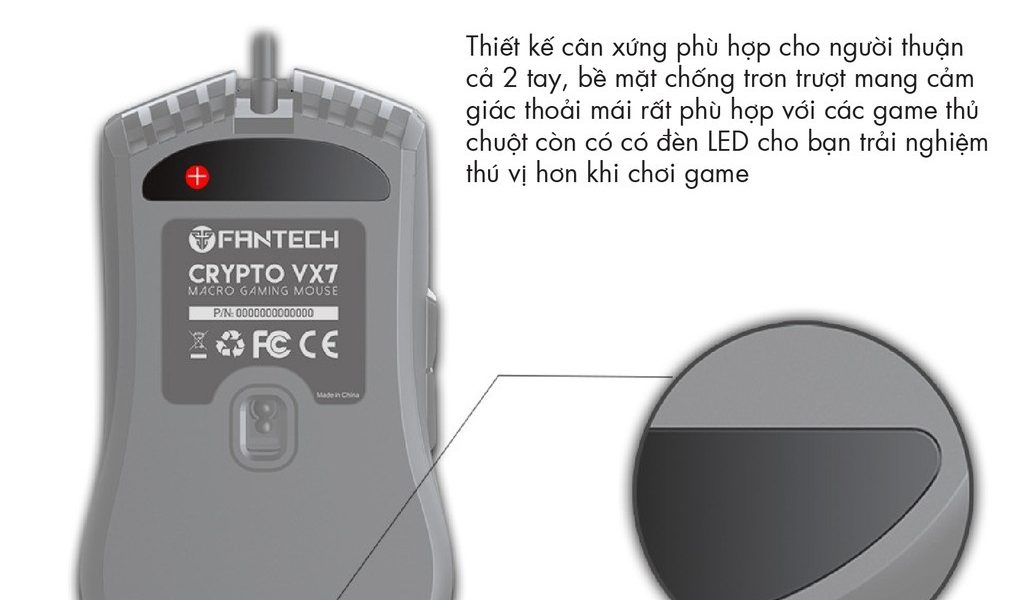 Thiết kế cân xứng phù hợp cho người thuận
cả 2 tay, bề mặt chống trơn trượt mang cảm
giác thoải mái rất phù hợp với các game thủ
chuột còn có có đèn LED cho bạn trải nghiệm
thú vị hơn khi chơi game
FANTECH
CRYPTO VX7
MACRO GAMING MOUSE
P/N: 0000000000000
FC CE
Made in China